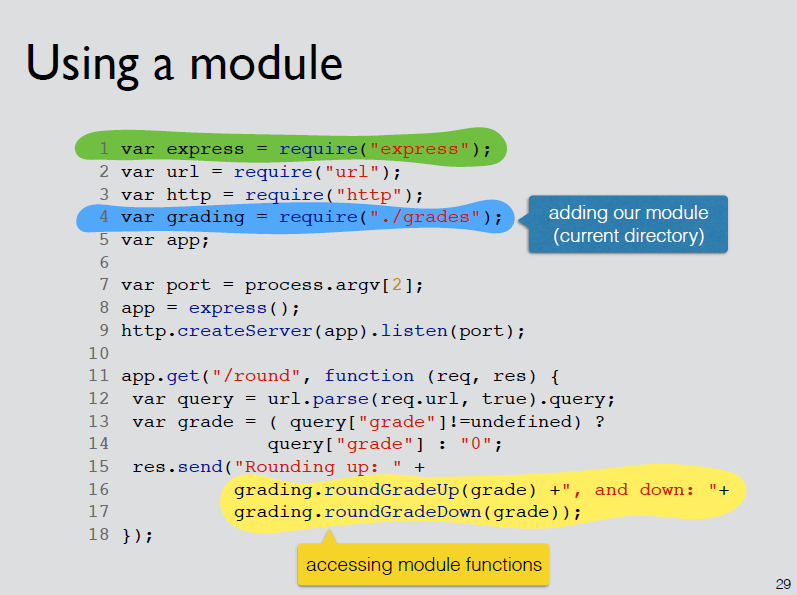 Using a module
1 var express = require("express");
2 var url = require("url");
3 var http = require("http");
4 var grading = require("./grades");
adding our module
(current directory)
5 var app;
6
7 var port = process.argv[2];
8 app = express();
9 http.createServer(app).listen(port);
10
11 app.get("/round", function (req, res) {
12 var query = url.parse(req.url, true).query;
13 var grade = ( query["grade"]!=undefined) ?
14 query["grade"] : "0";
15 res.send("Rounding up: " +
16 grading.roundGradeUp(grade) +", and down: "+
17 grading.roundGradeDown(grade));
18 });
accessing module functions
29